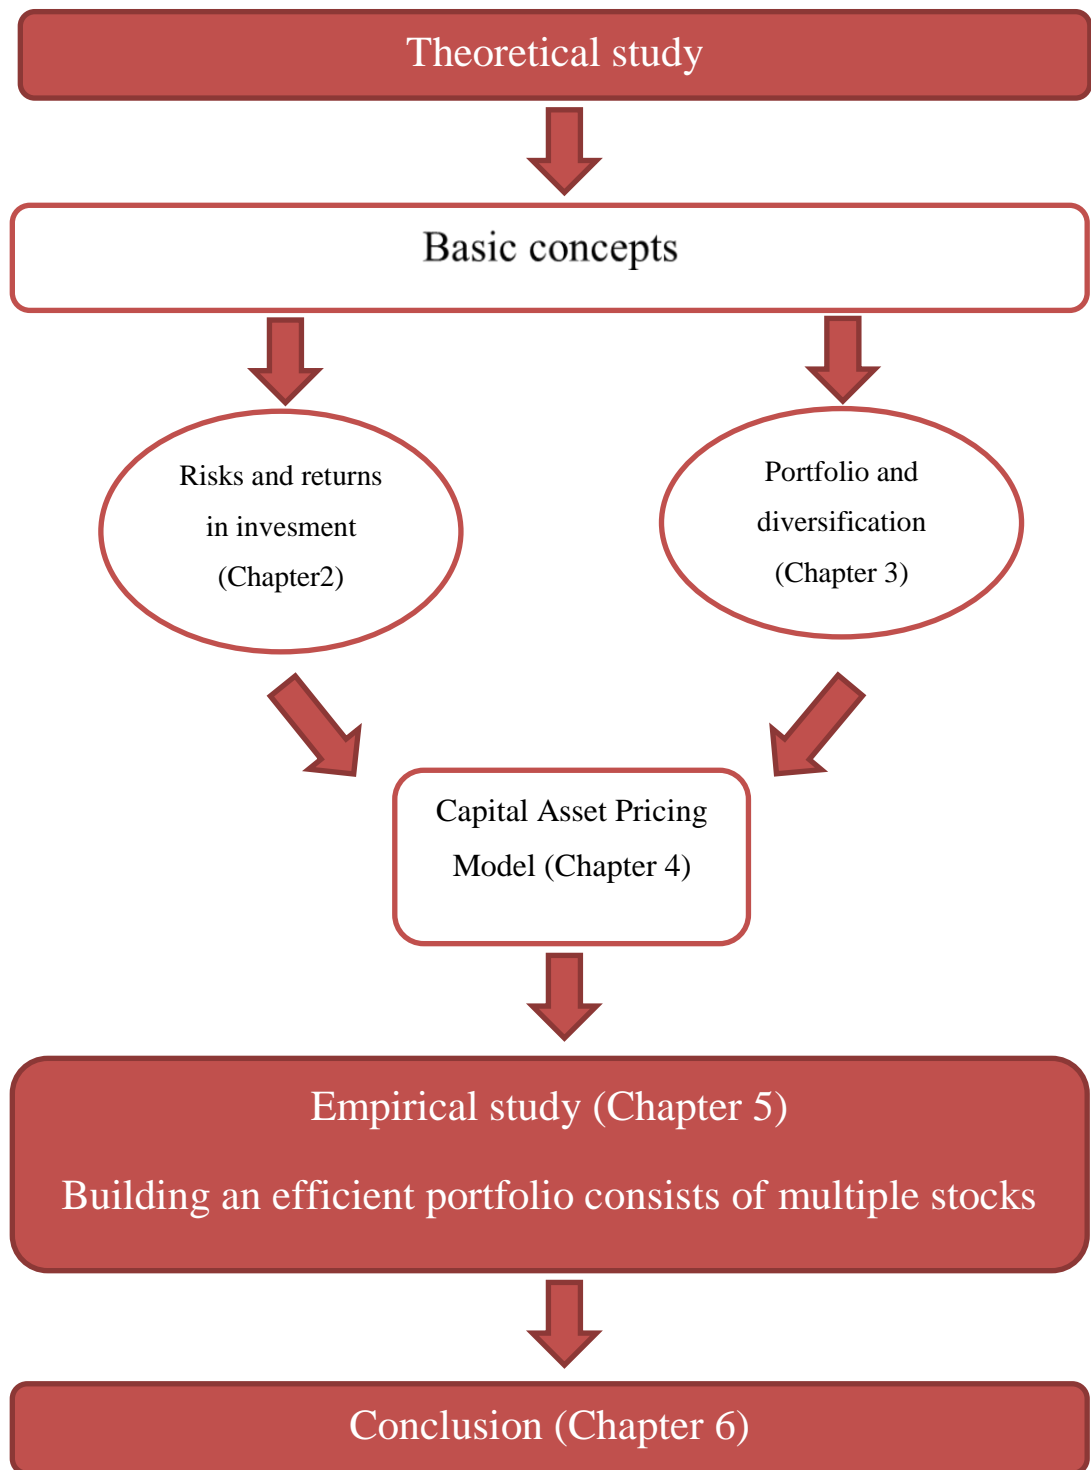 Theoretical study
Basic concepts
Risks and returns
in invesment
(Chapter2)
Portfolio and
diversification
(Chapter 3)
Capital Asset Pricing
Model (Chapter 4)
Empirical study (Chapter 5)
Building an efficient portfolio consists of multiple stocks
Conclusion (Chapter 6)